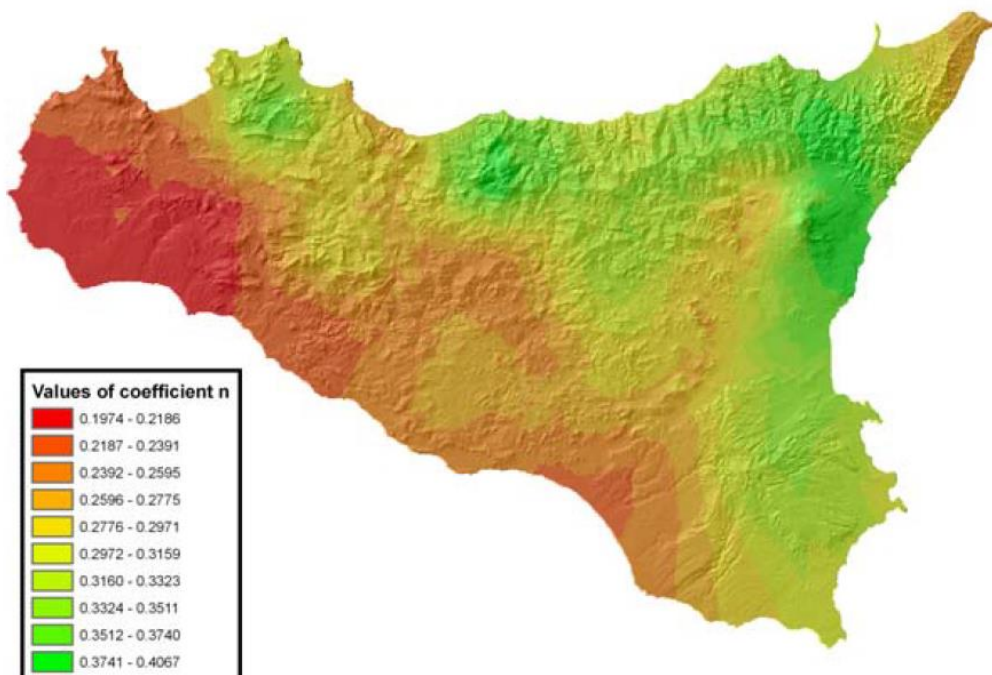 Values of coefficient n
0.1974 - 0.2186
0.2187 - 0.2391
0.2392 - 0.2595
0.2596 - 0.2775
0.2776 - 0.2971
0.2972 - 0.3159
0.3160 - 0.3323
0.3324 - 0.3511
0.3512 - 0.3740
0.3741 - 0.4067